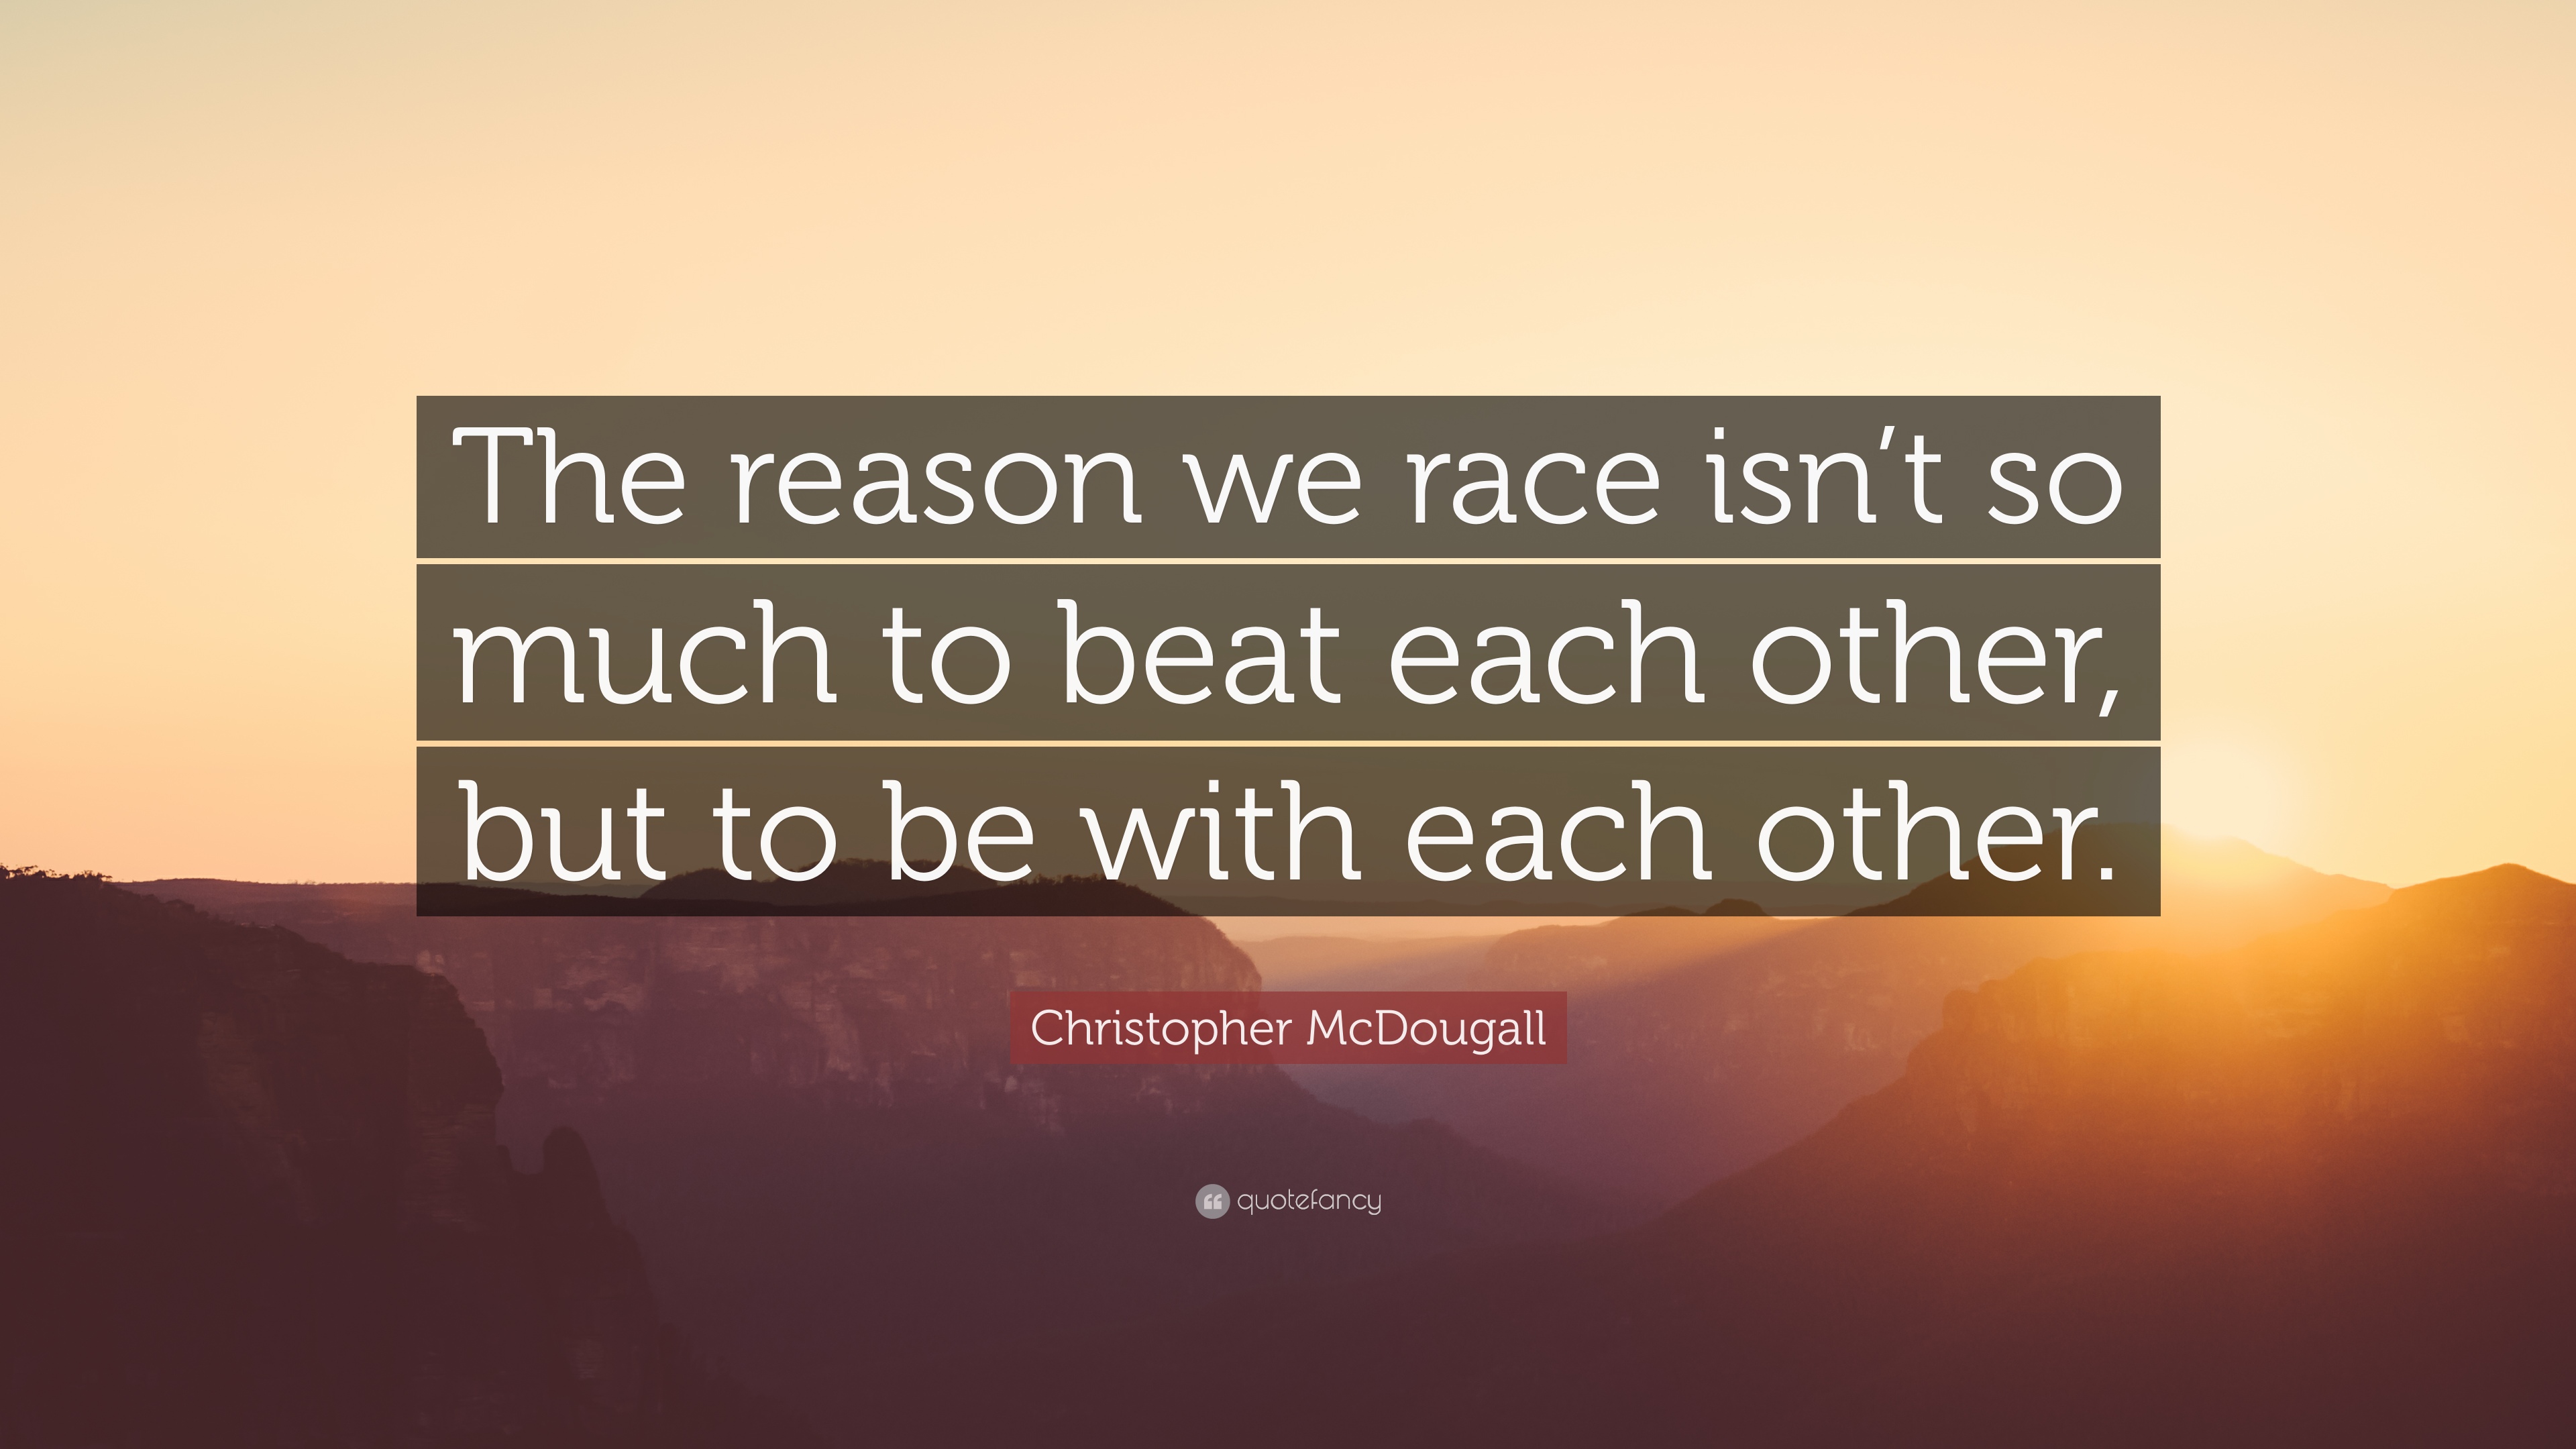 The reason we race isn’t so
much to beat each other,
but to be with each other.
Christopher McDougall
quotefancy